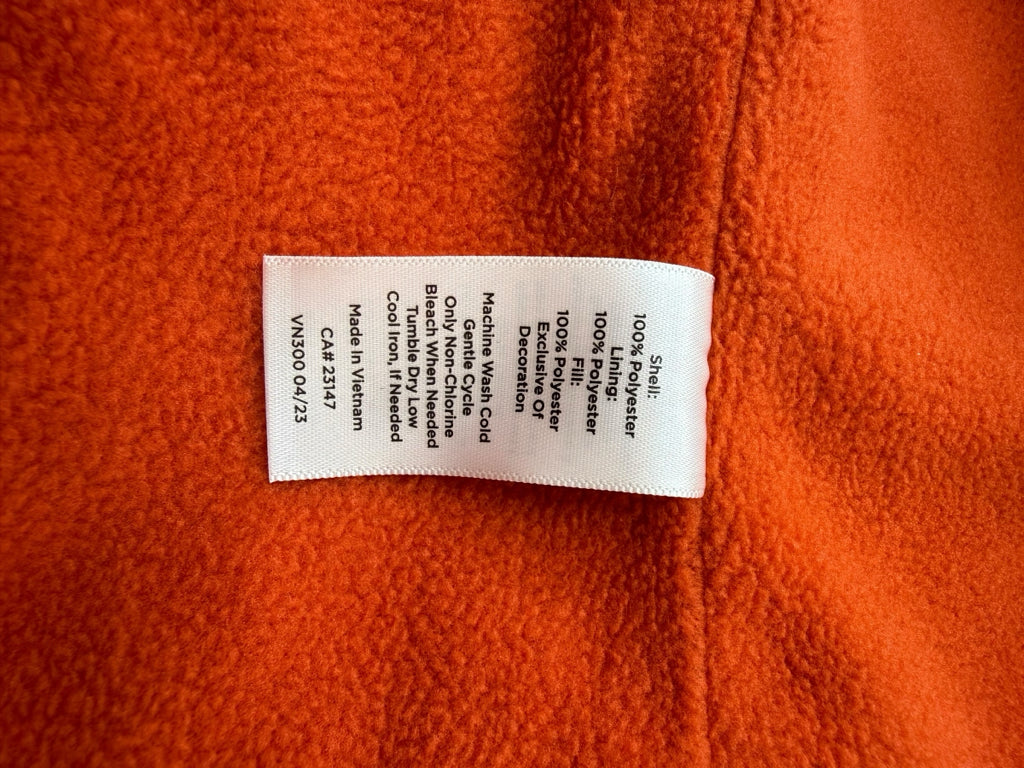 Shell:
100% Polyester
Lining:
100% Polyester
Fill:
100% Polyester
Exclusive Of
Decoration
Machine Wash Cold
Gentle Cycle
Only Non-Chlorine
Bleach When Needed
Tumble Dry Low
Cool Iron, If Needed
Made In Vietnam
CA# 23147
VN300 04/23